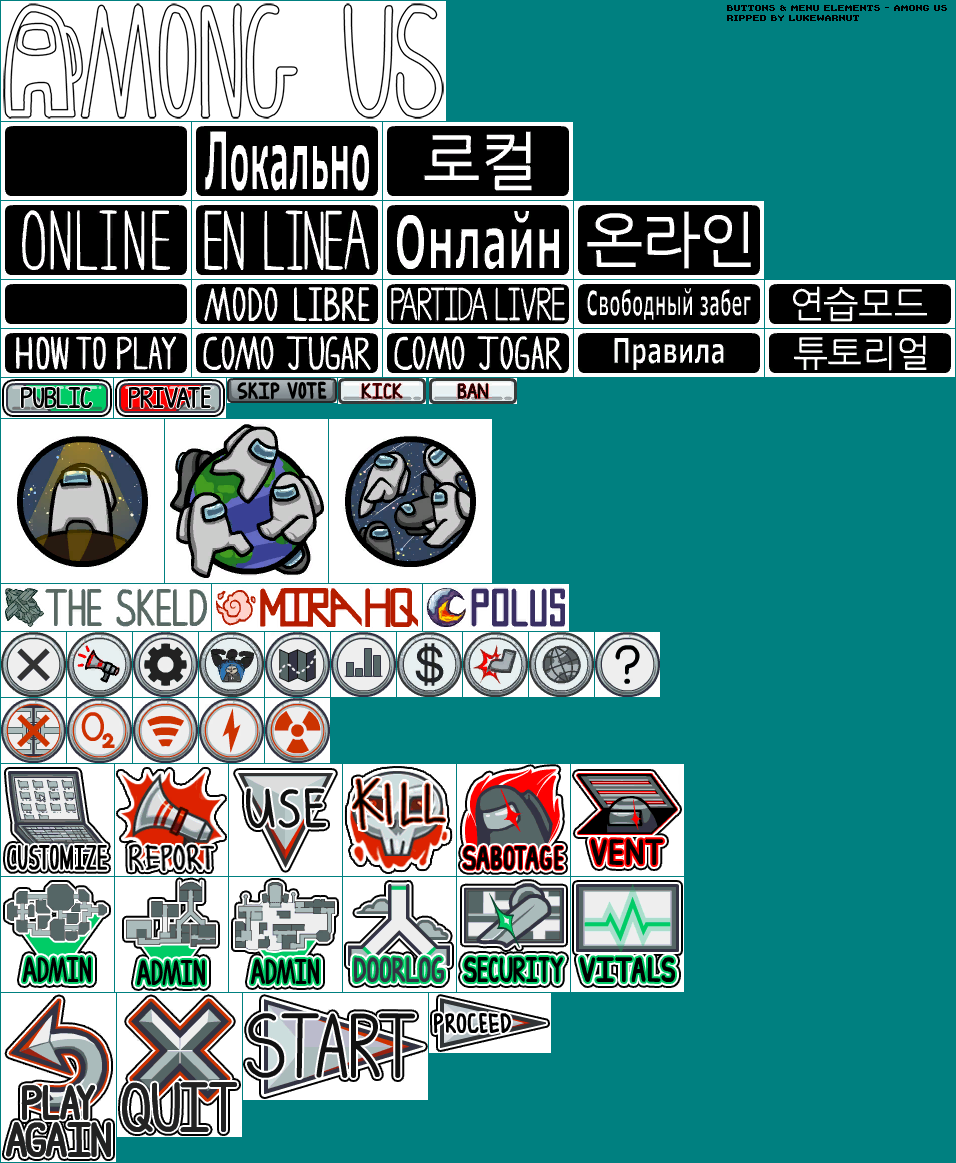 BUTTONS & MENU ELEMENTS - AMONG US
RIPPED BY LUKEWARNUT
AMONG US
Локально
로컬
ONLINE
EN LINEA
Онлайн
온라인
MODO LIBRE
PARTIDA LIVRE
Свободный забег
연습모드
HOW TO PLAY
COMO JUGAR
COMO JOGAR
Правила
튜토리얼
PUBLIC
PRIVATE
SKIP VOTE
KICK
BAN
THE SKELD
MIRA HQ
POLUS
$
?
O2
CUSTOMIZE
REPORT
USE
KILL
SABOTAGE
VENT
ADMIN
ADMIN
ADMIN
DOORLOG
SECURITY
VITALS
PLAY
AGAIN
QUIT
START
PROCEED